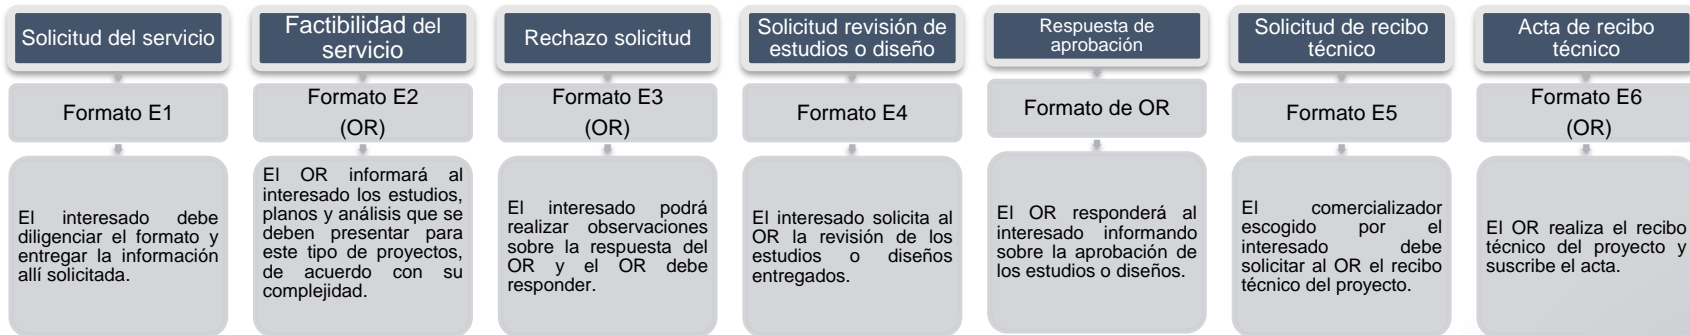 Solicitud del servicio
Formato E1
El interesado debe
diligenciar el formato y
entregar la información
allí solicitada.
Factibilidad del
servicio
Formato E2
(OR)
El OR informará al
interesado los estudios,
planos y análisis que se
deben presentar para
este tipo de proyectos,
de acuerdo con su
complejidad.
Rechazo solicitud
Formato E3
(OR)
El interesado podrá
realizar observaciones
sobre la respuesta del
OR y el OR debe
responder.
Solicitud revisión de
estudios o diseño
Formato E4
El interesado solicita al
OR la revisión de los
estudios o diseños
entregados.
Respuesta de
aprobación
Formato de OR
El OR responderá al
interesado informando
sobre la aprobación de
los estudios o diseños.
Solicitud de recibo
técnico
Formato E5
El comercializador
escogido por el
interesado debe
solicitar al OR el recibo
técnico del proyecto.
Acta de recibo
técnico
Formato E6
(OR)
El OR realiza el recibo
técnico del proyecto y
suscribe el acta.